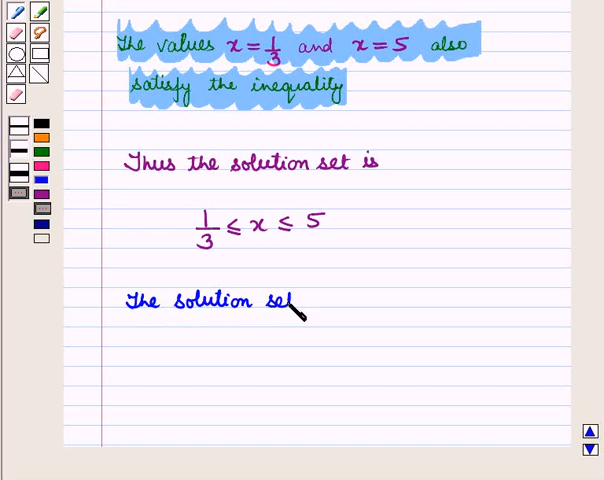 The values x = 1/3 and x = 5 also
satisfy the inequality
Thus the solution set is
1/3 ≤ x ≤ 5
The solution set